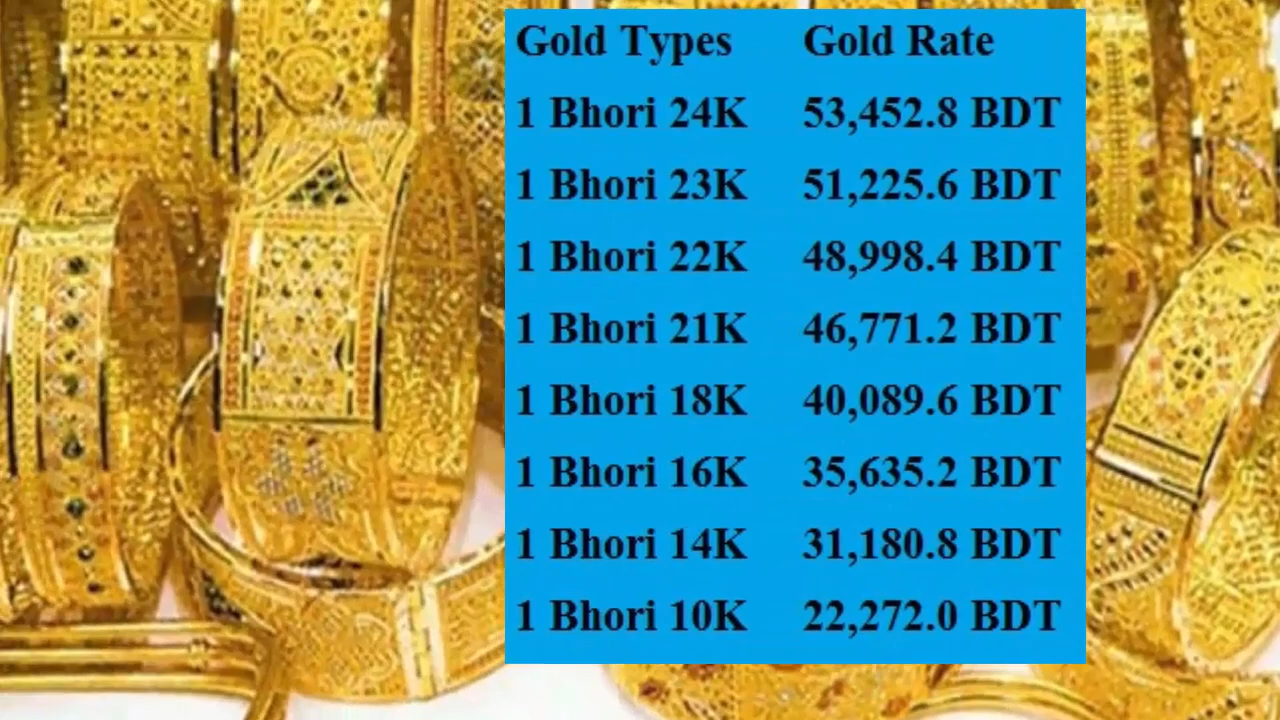 Gold Types Gold Rate
1 Bhori 24K 53,452.8 BDT
1 Bhori 23K 51,225.6 BDT
1 Bhori 22K 48,998.4 BDT
1 Bhori 21K 46,771.2 BDT
1 Bhori 18K 40,089.6 BDT
1 Bhori 16K 35,635.2 BDT
1 Bhori 14K 31,180.8 BDT
1 Bhori 10K 22,272.0 BDT